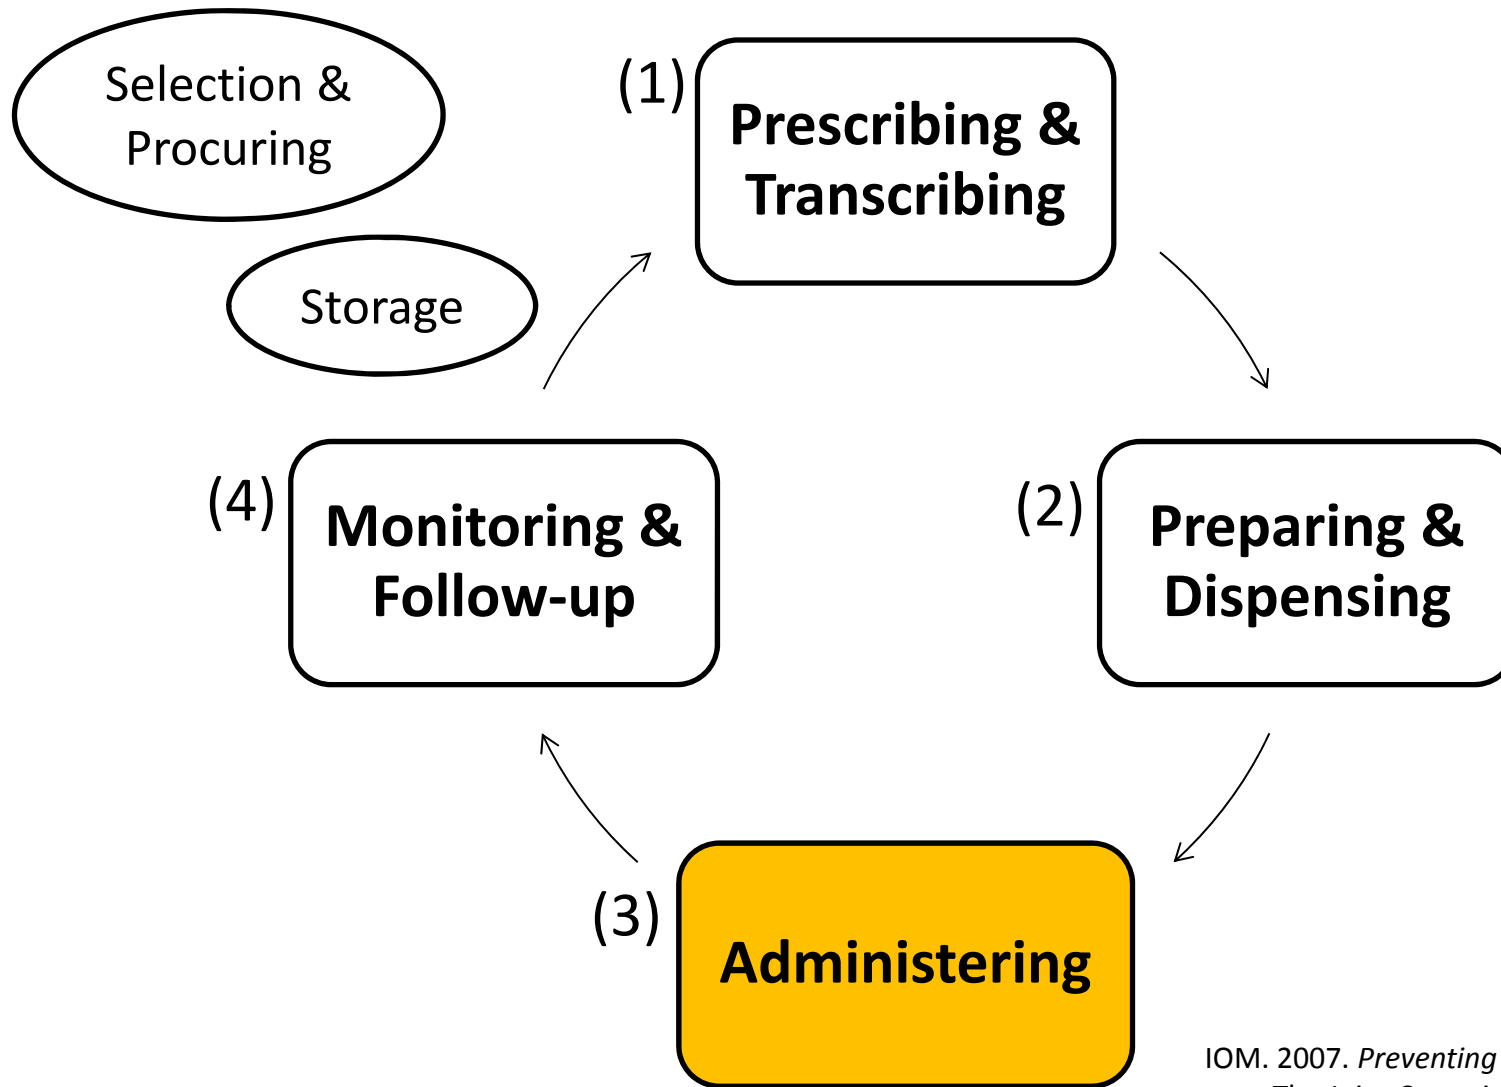 Selection &
Procuring
Storage
(1)
Prescribing &
Transcribing
(2)
Preparing &
Dispensing
(3)
Administering
(4)
Monitoring &
Follow-up
IOM. 2007. Preventing